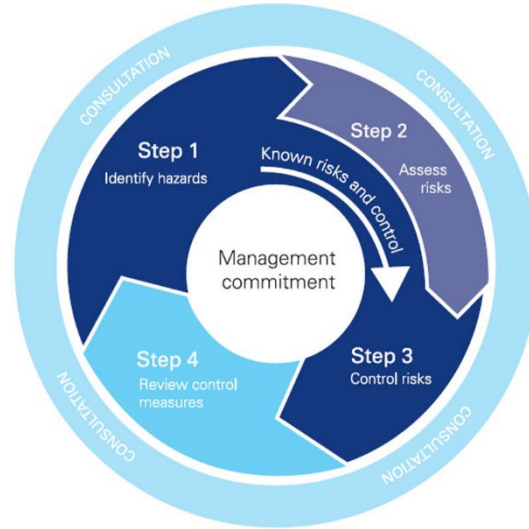 CONSULTATION
CONSULTATION
Step 1
Identify hazards
Step 2
Assess
risks
Known risks and control
Management
commitment
Step 4
Review control
measures
Step 3
Control risks
CONSULTATION
CONSULTATION